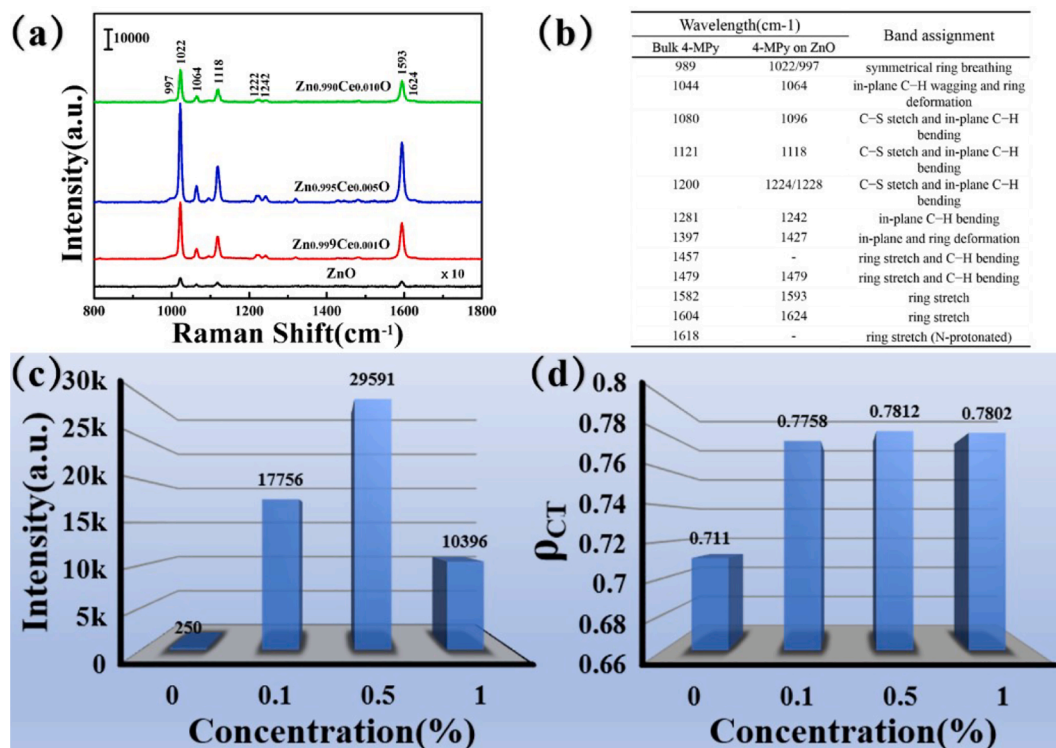 (a)
10000
997
1022
1064
1118
1222
1242
1593
1624
Zn0.990Ce0.010O
Zn0.995Ce0.005O
Zn0.999Ce0.001O
ZnO
x 10
Intensity(a.u.)
800 1000 1200 1400 1600 1800
Raman Shift(cm-1)
(b)
Wavelength(cm-1) Band assignment
Bulk 4-MPy 4-MPy on ZnO
989 1022/997 symmetrical ring breathing
1044 1064 in-plane C−H wagging and ring
deformation
1080 1096 C−S stetch and in-plane C−H
bending
1121 1118 C−S stetch and in-plane C−H
bending
1200 1224/1228 C−S stetch and in-plane C−H
bending
1281 1242 in-plane C−H bending
1397 1427 in-plane and ring deformation
1457 - ring stretch and C−H bending
1479 1479 ring stretch and C−H bending
1582 1593 ring stretch
1604 1624 ring stretch
1618 - ring stretch (N-protonated)
(c)
Intensity(a.u.)
30k
25k
20k
15k
10k
5k
0
250
17756
29591
10396
0 0.1 0.5 1
Concentration(%)
(d)
ρCT
0.8
0.78
0.76
0.74
0.72
0.7
0.68
0.66
0.711
0.7758
0.7812
0.7802
0 0.1 0.5 1
Concentration(%)